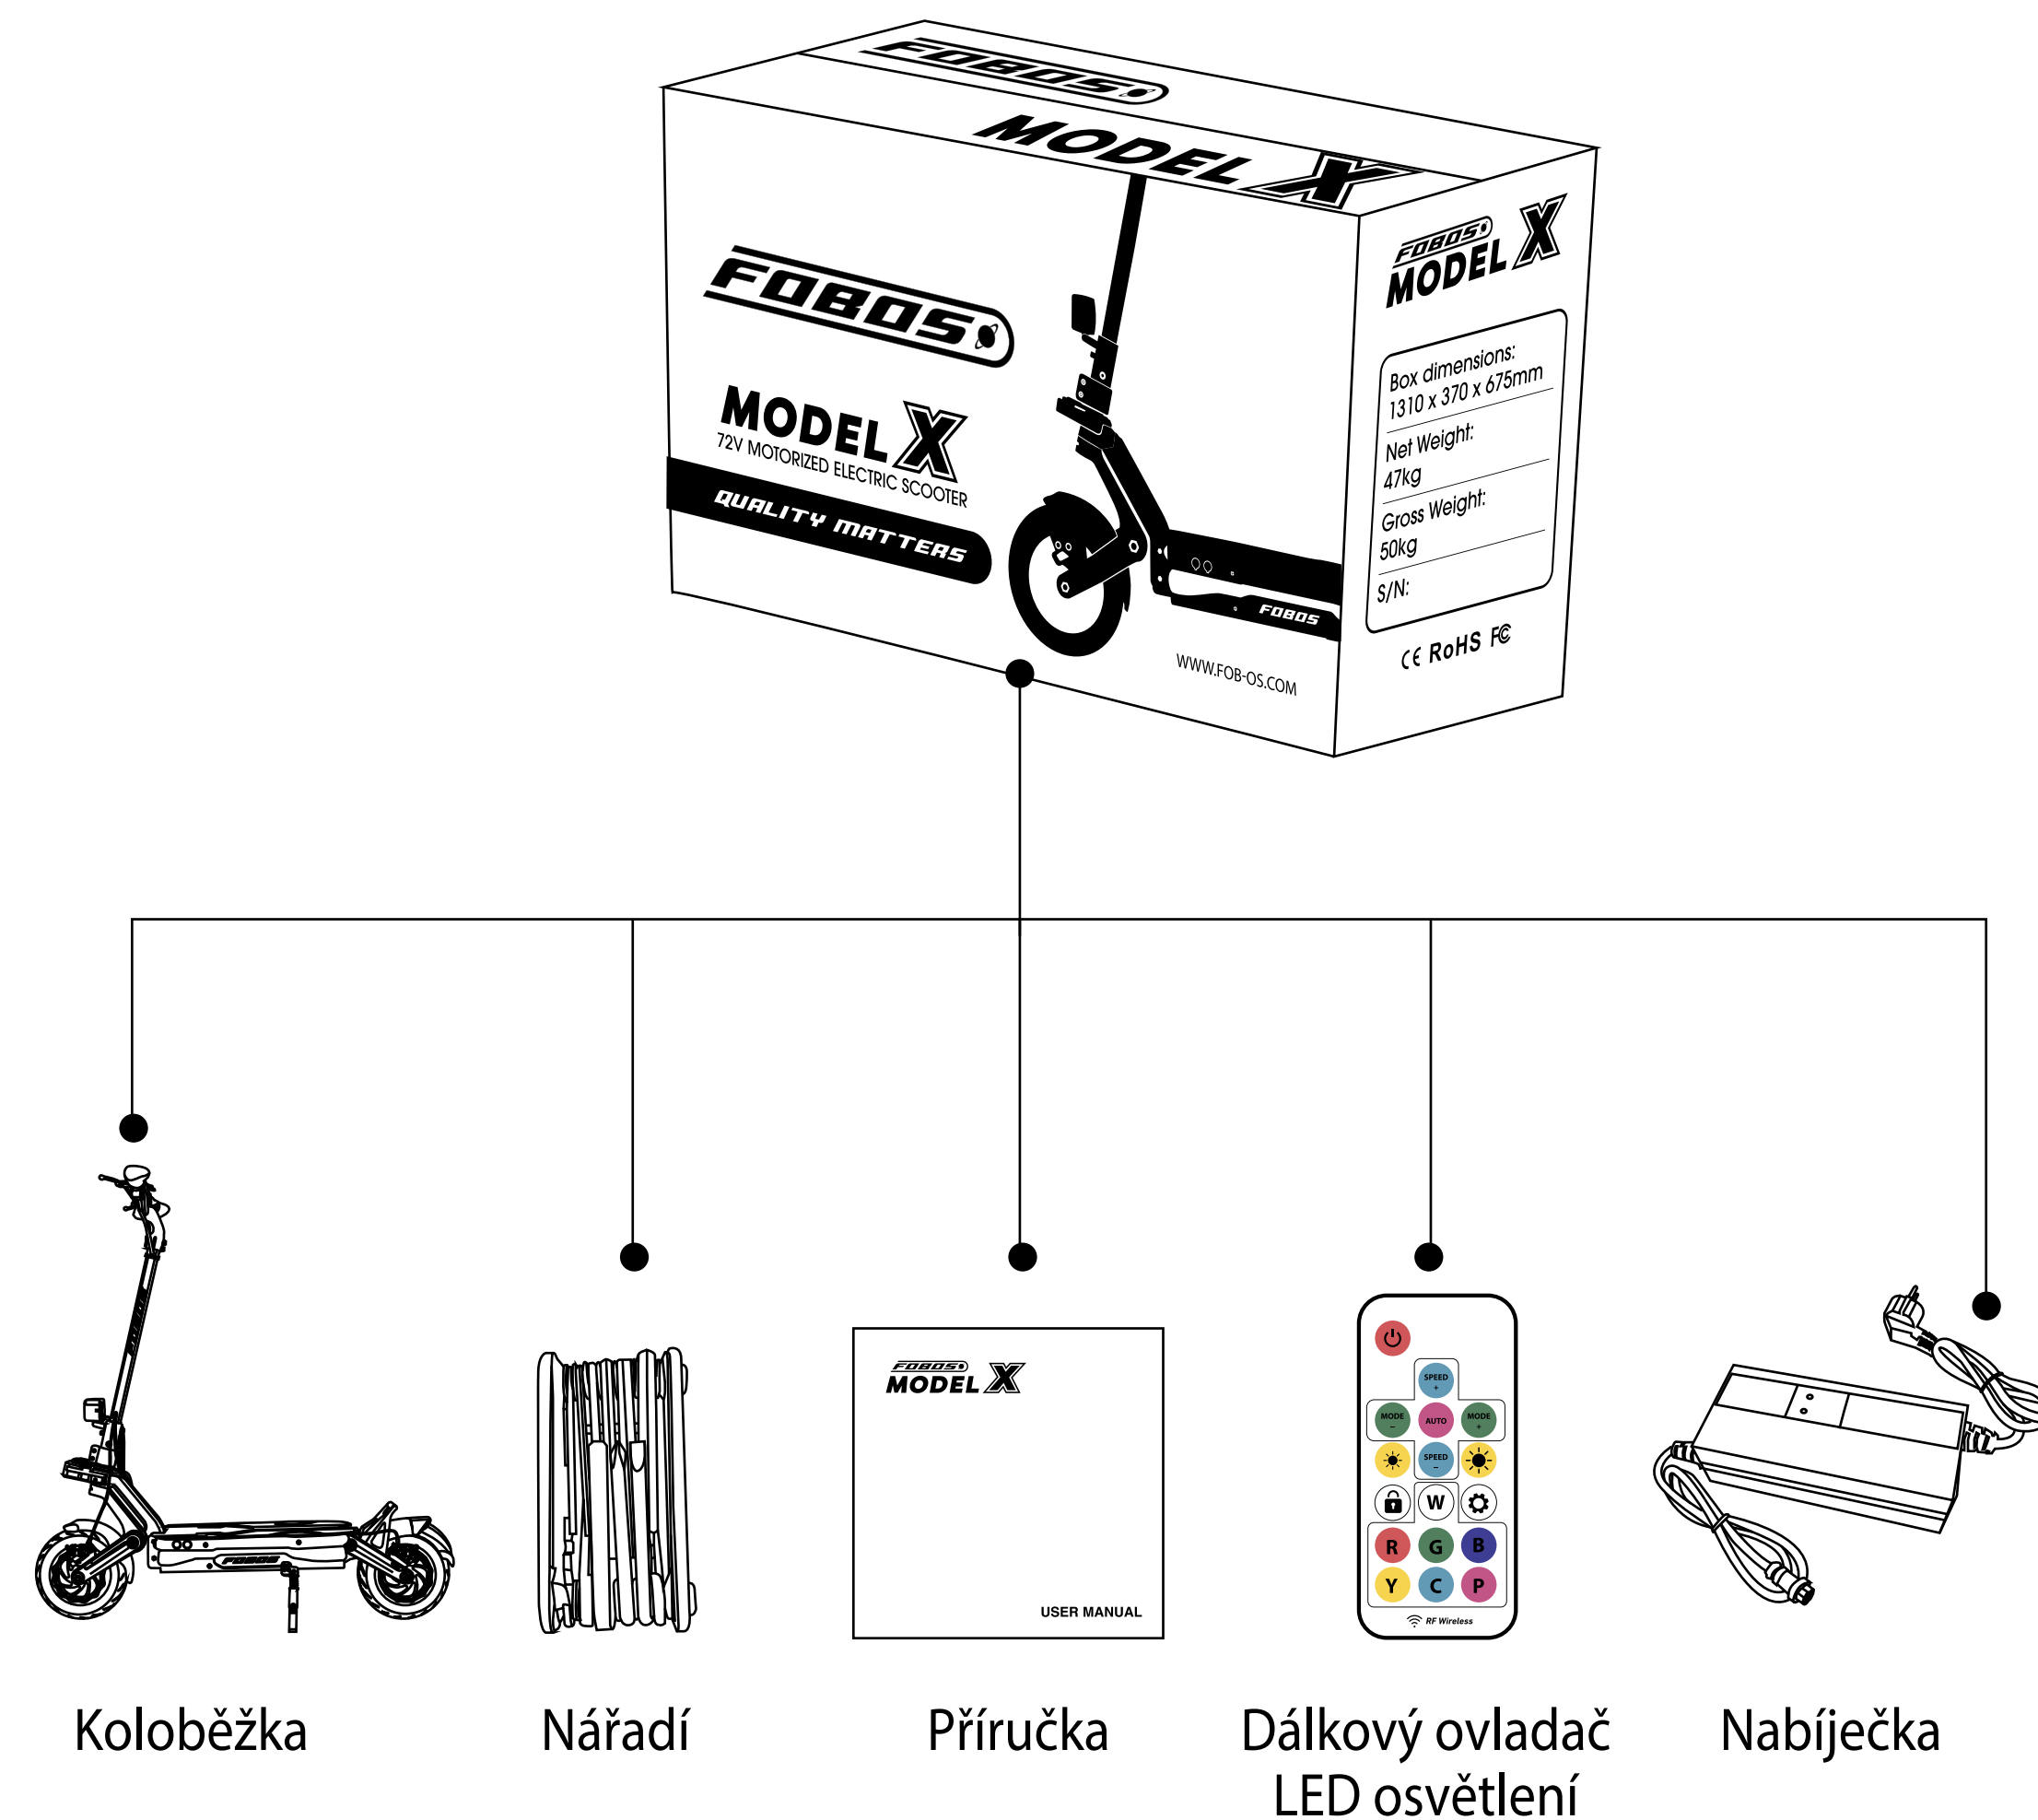 FOBOS
MODEL X
FOBOS
MODEL X
72V MOTORIZED ELECTRIC SCOOTER
QUALITY MATTERS
FOBOS
WWW.FOB-OS.COM
FOBOS
MODEL X
Box dimensions:
1310 x 370 x 675mm
Net Weight:
47kg
Gross Weight:
50kg
S/N:
CE RoHS FC
FOBOS
FOBOS
MODEL X
USER MANUAL
SPEED
+
MODE
-
AUTO
MODE
+
SPEED
-
W
R G B
Y C P
RF Wireless
Koloběžka
Nářadí
Příručka
Dálkový ovladač
LED osvětlení
Nabíječka